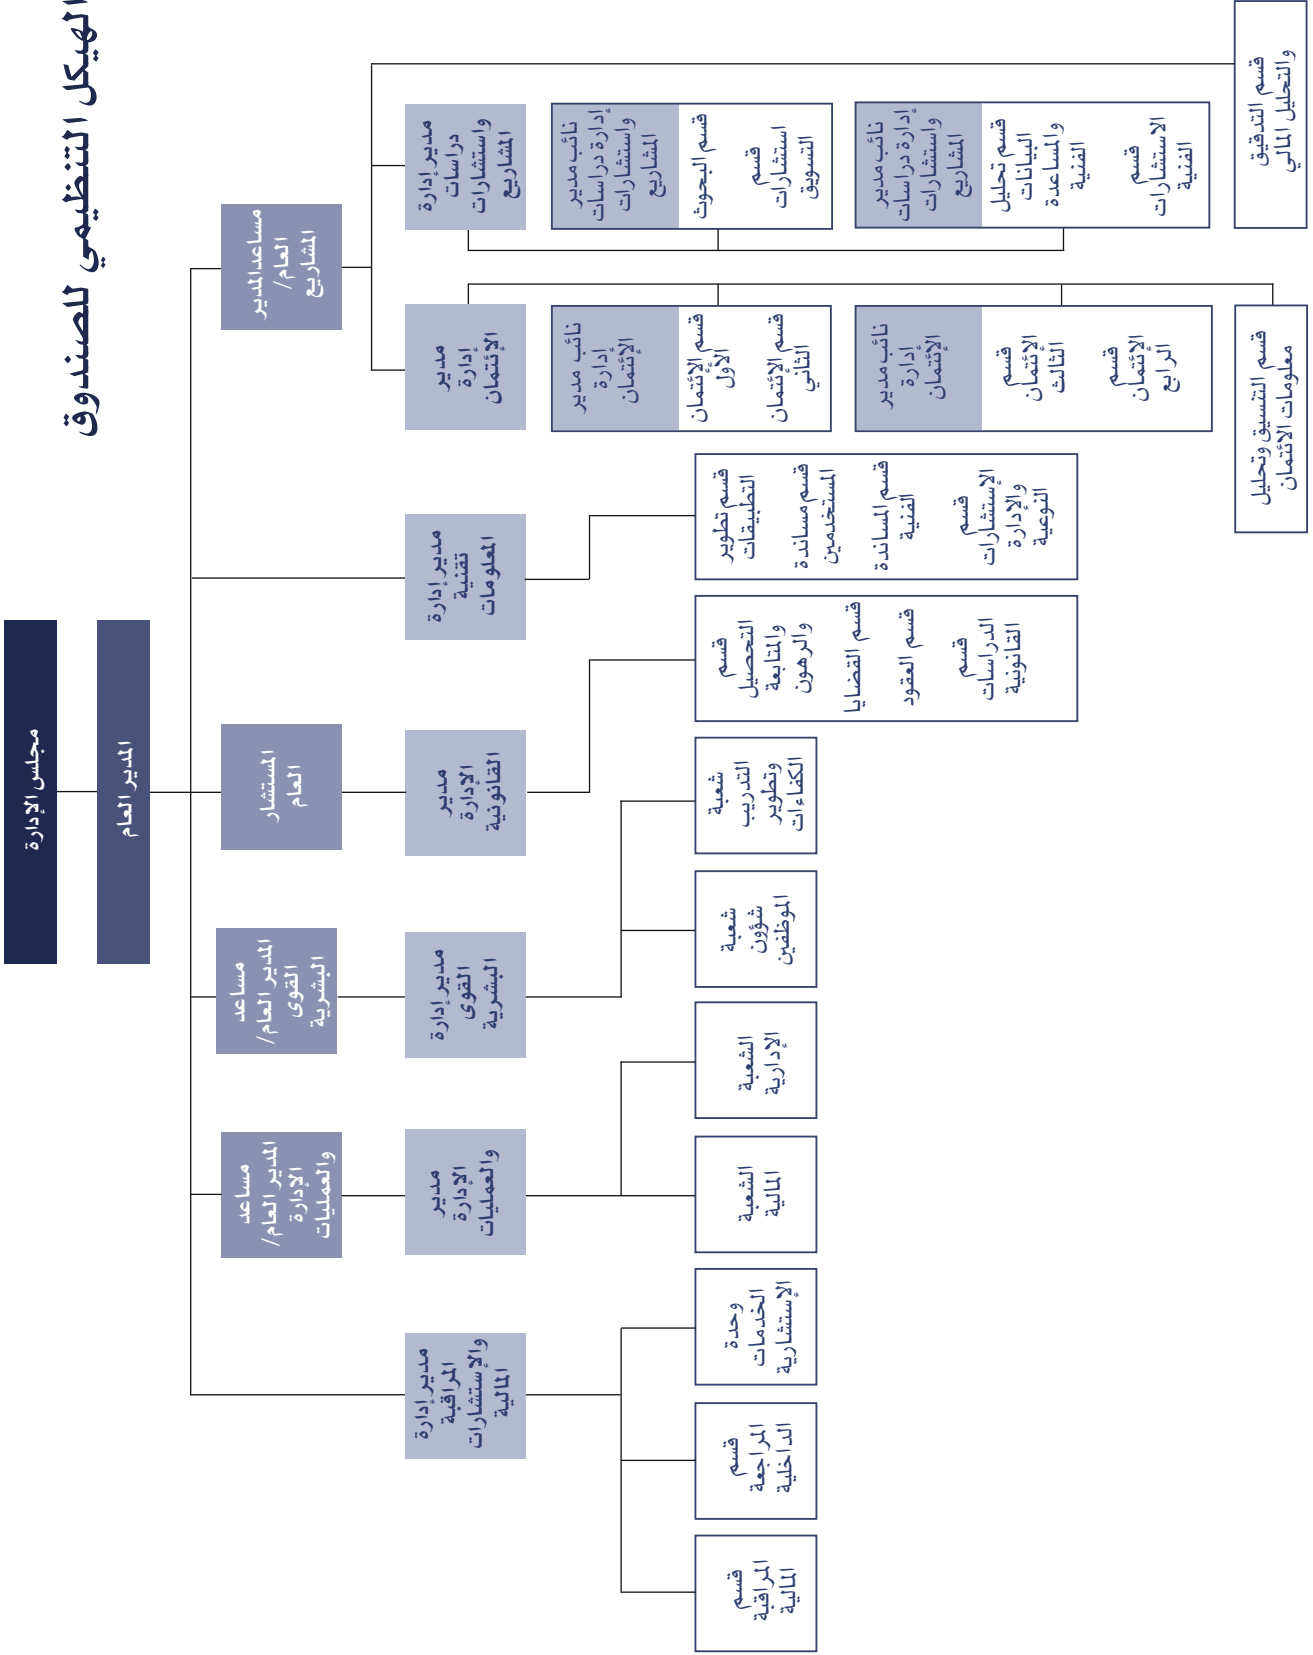 الهيكل التنظيمي للصندوق
مجلس الإدارة
المدير العام
مساعدالمدير
العام/
المشاريع
المستشار
العام
مساعد
المدير العام/
القوى
البشرية
مساعد
المدير العام/
الإدارة
والعمليات
مدير إدارة
دراسات
واستشارات
المشاريع
مدير
إدارة
الإئتمان
مدير إدارة
تقنية
المعلومات
مدير
الإدارة
القانونية
مدير إدارة
القوى
البشرية
مدير
الإدارة
والعمليات
مدير إدارة
المراقبة
والإستشارات
المالية
نائب مدير
إدارة دراسات
واستشارات
المشاريع
قسم البحوث
قسم
استشارات
التسويق
نائب مدير
إدارة دراسات
واستشارات
المشاريع
قسم تحليل
البيانات
والمساعدة
الفنية
قسم
الاستشارات
الفنية
قسم التدقيق
والتحليل المالي
نائب مدير
إدارة
الإئتمان
قسم الإئتمان
الأول
قسم الإئتمان
الثاني
نائب مدير
إدارة
الإئتمان
قسم
الإئتمان
الثالث
قسم
الإئتمان
الرابع
قسم التنسيق وتحليل
معلومات الائتمان
قسم تطوير
التطبيقات
قسم مساندة
المستخدمين
قسم المساندة
الفنية
قسم
الإستشارات
والإدارة
النوعية
قسم
التحصيل
والمتابعة
والرهون
قسم القضايا
قسم العقود
قسم
الدراسات
القانونية
شعبة
التدريب
وتطوير
الكفاءات
شعبة
شؤون
الموظفين
الشعبة
الإدارية
الشعبة
المالية
وحدة
الخدمات
الإستشارية
قسم
المراجعة
الداخلية
قسم
المراقبة
المالية